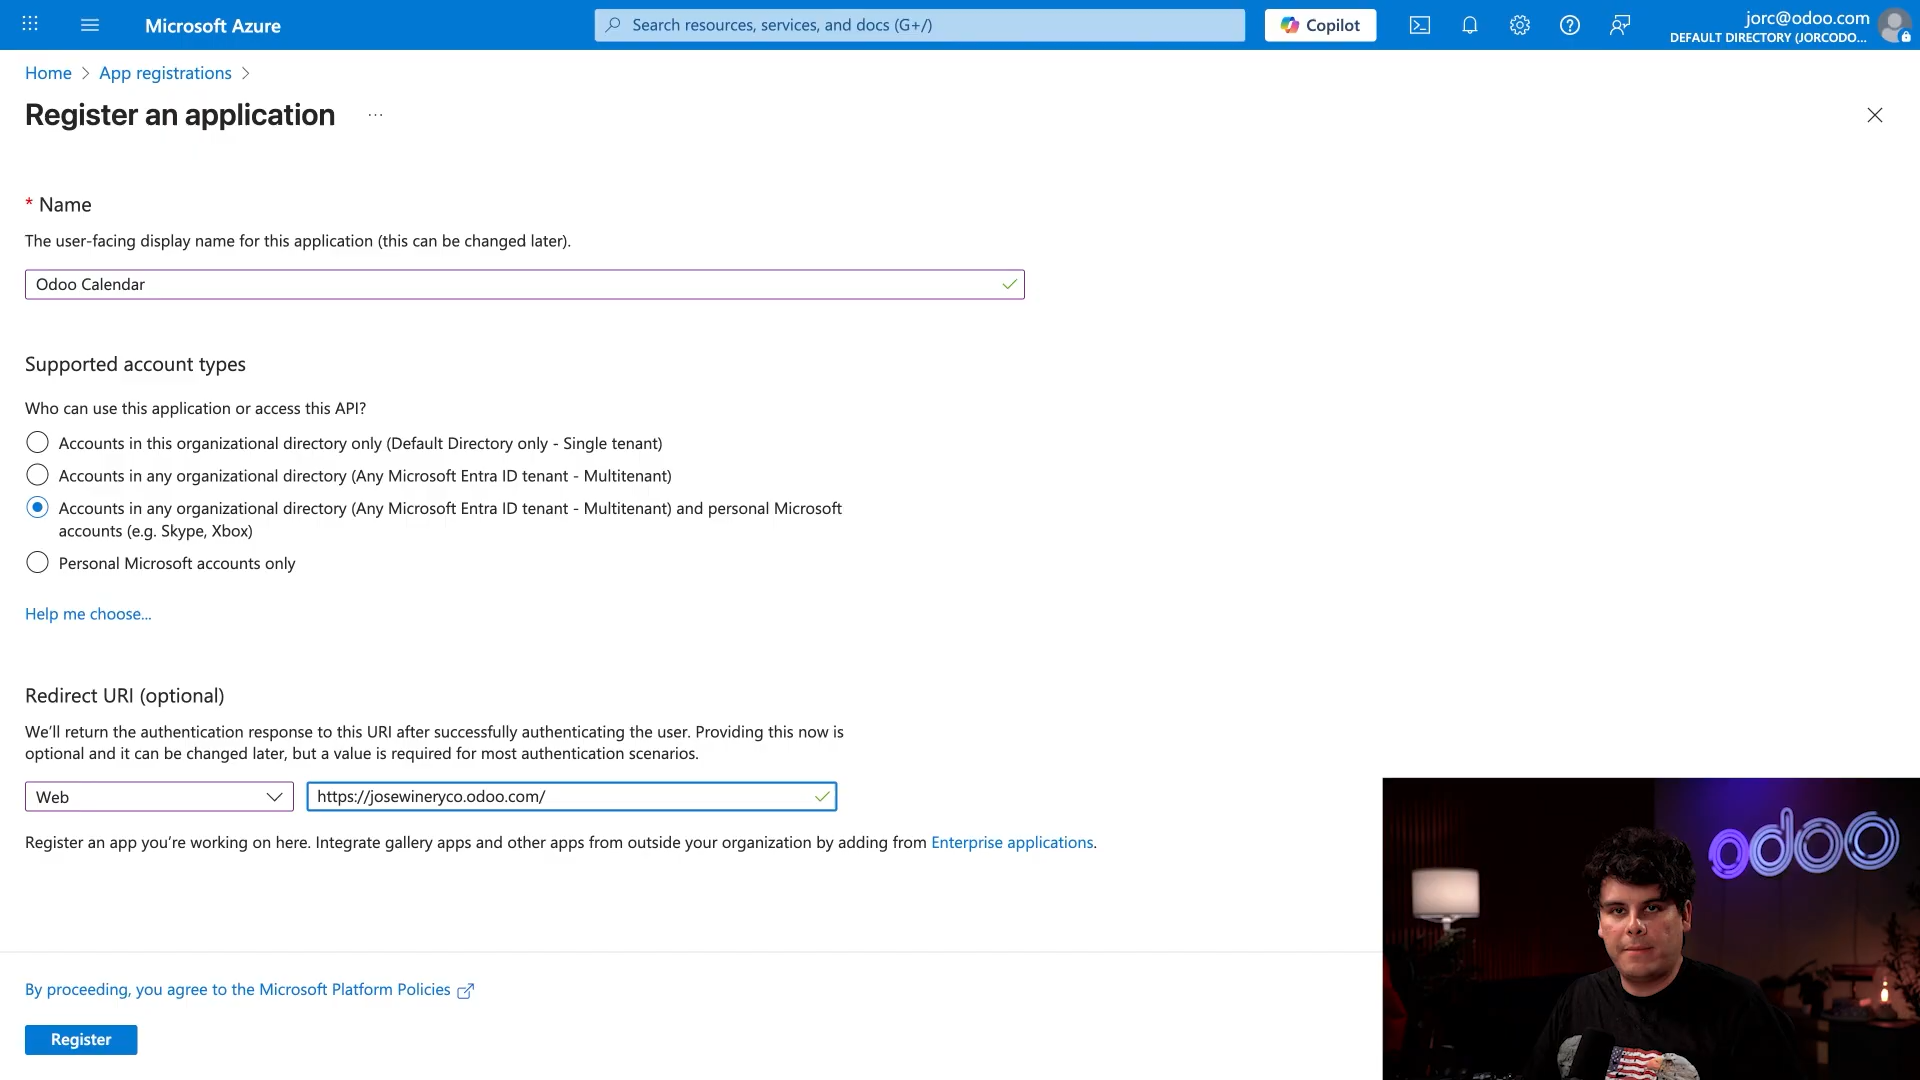 Microsoft Azure
Search resources, services, and docs (G+/)
Copilot
jorc@odoo.com
DEFAULT DIRECTORY (JORCODO...
Home
App registrations
Register an application
...
* Name
The user-facing display name for this application (this can be changed later).
Odoo Calendar
Supported account types
Who can use this application or access this API?
Accounts in this organizational directory only (Default Directory only - Single tenant)
Accounts in any organizational directory (Any Microsoft Entra ID tenant - Multitenant)
Accounts in any organizational directory (Any Microsoft Entra ID tenant - Multitenant) and personal Microsoft
accounts (e.g. Skype, Xbox)
Personal Microsoft accounts only
Help me choose...
Redirect URI (optional)
We’ll return the authentication response to this URI after successfully authenticating the user. Providing this now is
optional and it can be changed later, but a value is required for most authentication scenarios.
Web
https://josewineryco.odoo.com/
Register an app you’re working on here. Integrate gallery apps and other apps from outside your organization by adding from Enterprise applications.
odoo
By proceeding, you agree to the Microsoft Platform Policies
Register